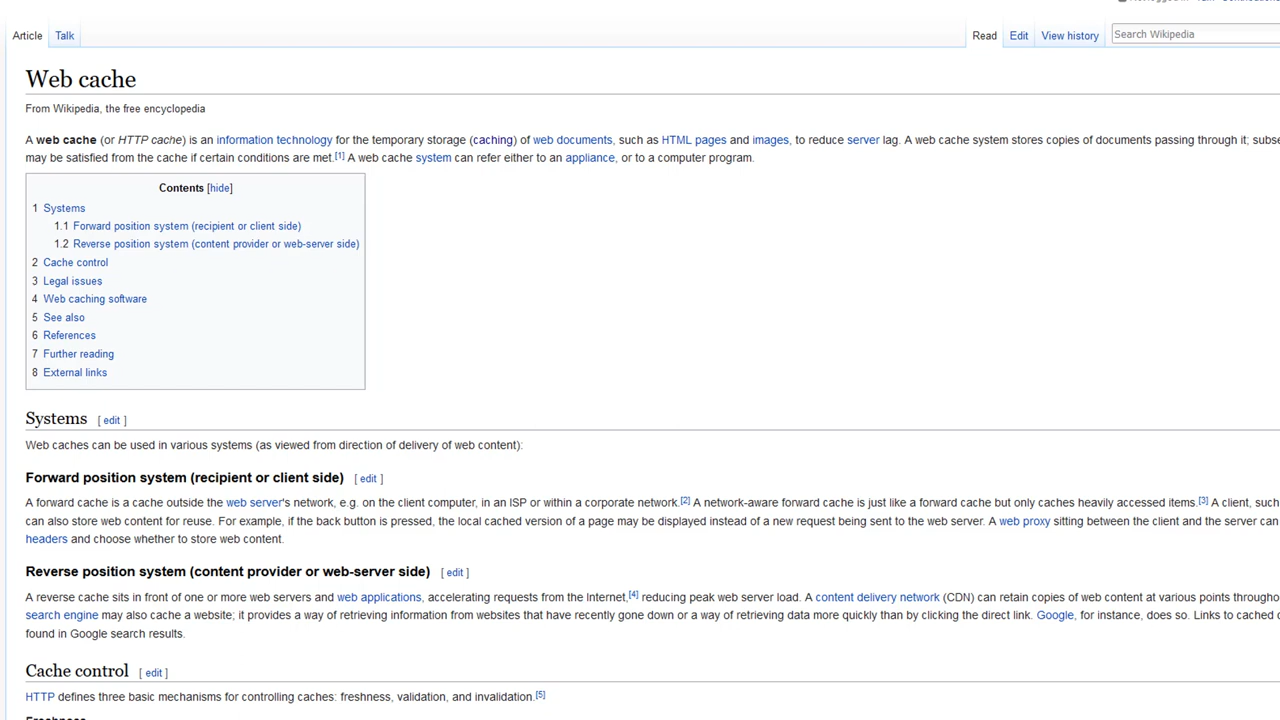 Article Talk Read Edit View history Search Wikipedia
Web cache
From Wikipedia, the free encyclopedia
A web cache (or HTTP cache) is an information technology for the temporary storage (caching) of web documents, such as HTML pages and images, to reduce server lag. A web cache system stores copies of documents passing through it; subse
may be satisfied from the cache if certain conditions are met.[1] A web cache system can refer either to an appliance, or to a computer program.
Contents [hide]
1 Systems
1.1 Forward position system (recipient or client side)
1.2 Reverse position system (content provider or web-server side)
2 Cache control
3 Legal issues
4 Web caching software
5 See also
6 References
7 Further reading
8 External links
Systems [ edit ]
Web caches can be used in various systems (as viewed from direction of delivery of web content):
Forward position system (recipient or client side) [ edit ]
A forward cache is a cache outside the web server's network, e.g. on the client computer, in an ISP or within a corporate network.[2] A network-aware forward cache is just like a forward cache but only caches heavily accessed items.[3] A client, such
can also store web content for reuse. For example, if the back button is pressed, the local cached version of a page may be displayed instead of a new request being sent to the web server. A web proxy sitting between the client and the server can
headers and choose whether to store web content.
Reverse position system (content provider or web-server side) [ edit ]
A reverse cache sits in front of one or more web servers and web applications, accelerating requests from the Internet,[4] reducing peak web server load. A content delivery network (CDN) can retain copies of web content at various points througho
search engine may also cache a website; it provides a way of retrieving information from websites that have recently gone down or a way of retrieving data more quickly than by clicking the direct link. Google, for instance, does so. Links to cached
found in Google search results.
Cache control [ edit ]
HTTP defines three basic mechanisms for controlling caches: freshness, validation, and invalidation.[5]
Freshness